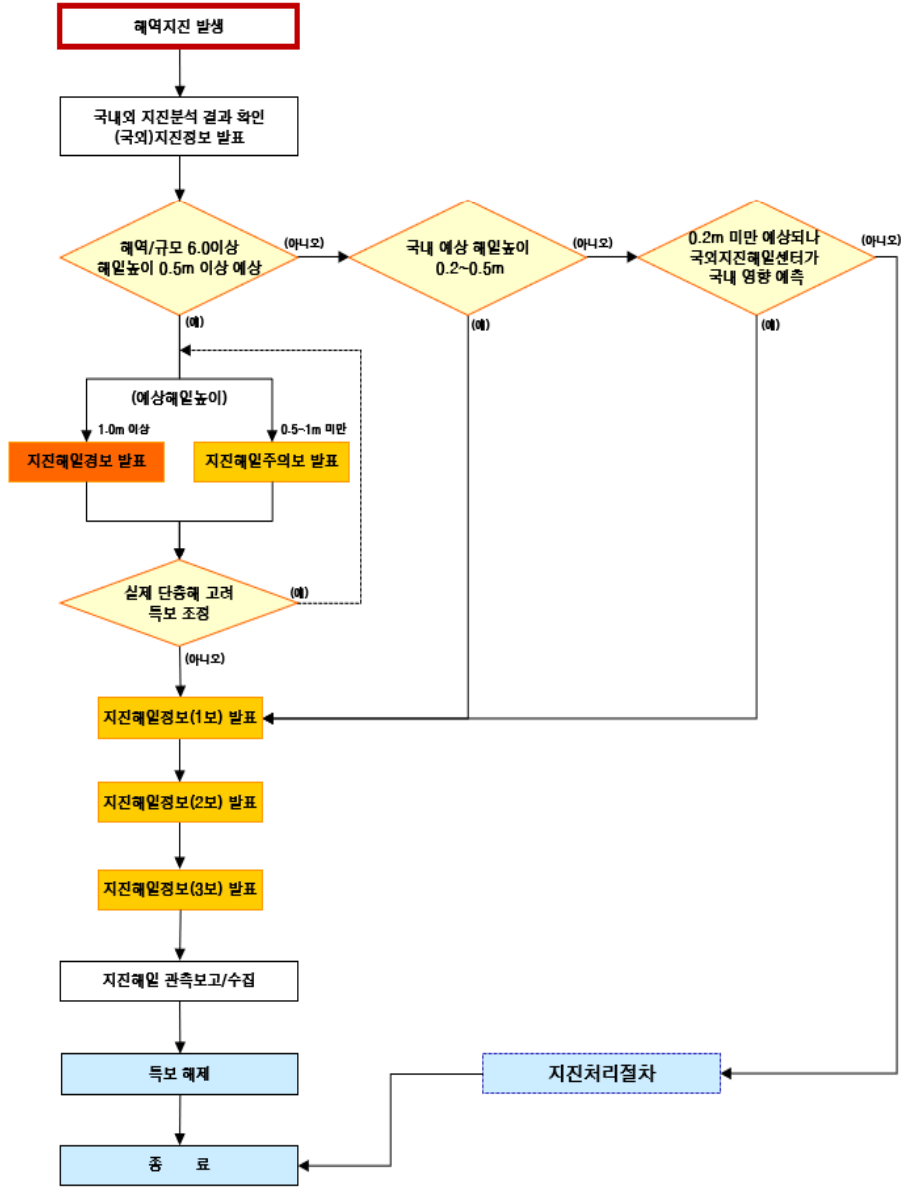 해역지진 발생
국내외 지진분석 결과 확인
(국외)지진정보 발표
해역/규모 6.0이상
해일높이 0.5m 이상 예상
(아니오)
국내 예상 해일높이
0.2~0.5m
(아니오)
0.2m 미만 예상되나
국외지진해일센터가
국내 영향 예측
(아니오)
(예)
(예)
(예)
(예상해일높이)
1.0m 이상
0.5~1m 미만
지진해일경보 발표
지진해일주의보 발표
실제 단층해 고려
특보 조정
(예)
(아니오)
지진해일정보(1보) 발표
지진해일정보(2보) 발표
지진해일정보(3보) 발표
지진해일 관측보고/수집
특보 해제
지진처리절차
종 료